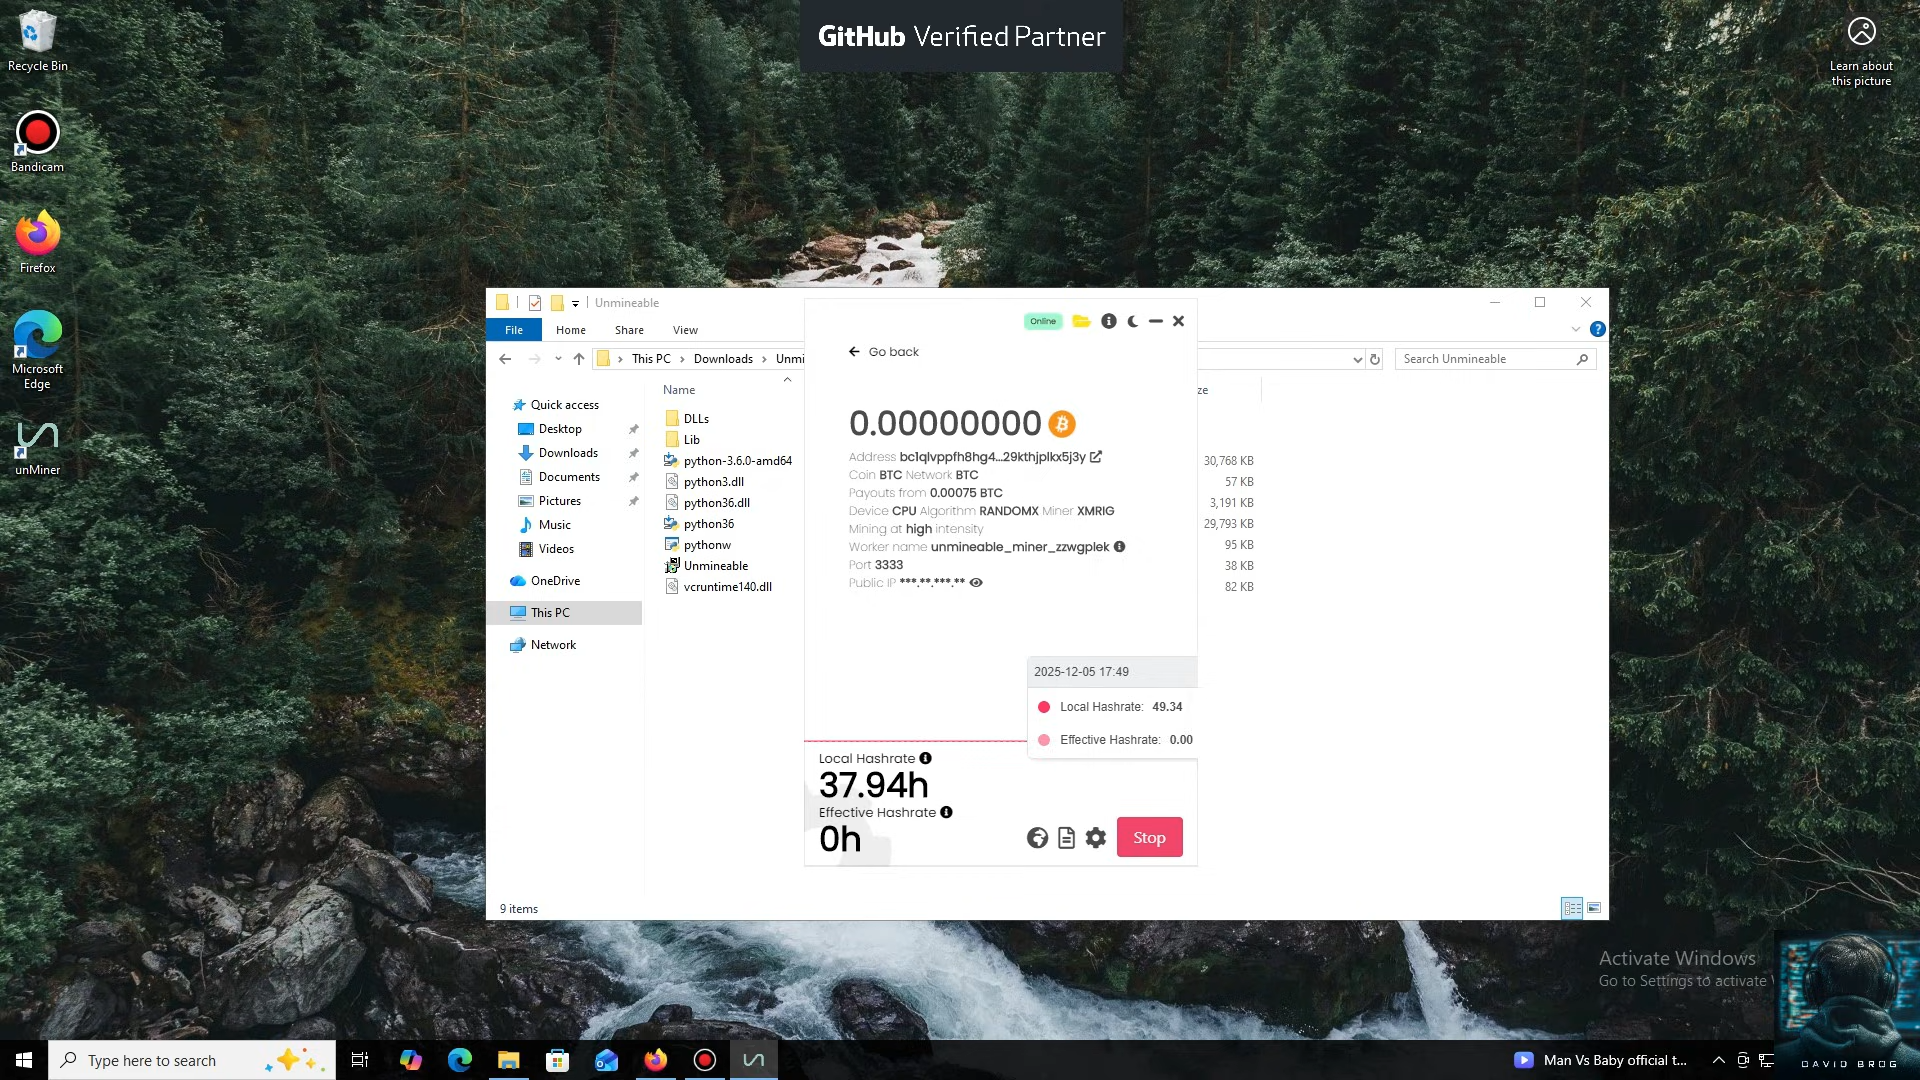 GitHub Verified Partner
Recycle Bin
Bandicam
Firefox
Microsoft
Edge
unMiner
Learn about
this picture
Unmineable
File
Home
Share
View
This PC
Downloads
Unmi
Search Unmineable
Quick access
Desktop
Downloads
Documents
Pictures
Music
Videos
OneDrive
This PC
Network
Name
ze
DLLs
Lib
python-3.6.0-amd64
30,768 KB
python3.dll
57 KB
python36.dll
3,191 KB
python36
29,793 KB
pythonw
95 KB
Unmineable
38 KB
vcruntime140.dll
82 KB
9 items
Online
Go back
0.00000000
Address bc1qlvppfh8hg4...29kthjplkx5j3y
Coin BTC Network BTC
Payouts from 0.00075 BTC
Device CPU Algorithm RANDOMX Miner XMRIG
Mining at high intensity
Worker name unmineable_miner_zzwgplek
Port 3333
Public IP ***.**.***.**
2025-12-05 17:49
Local Hashrate: 49.34
Effective Hashrate: 0.00
Local Hashrate
37.94h
Effective Hashrate
0h
Stop
Activate Windows
Go to Settings to activate
DAVID BROG
Type here to search
Man Vs Baby official t...